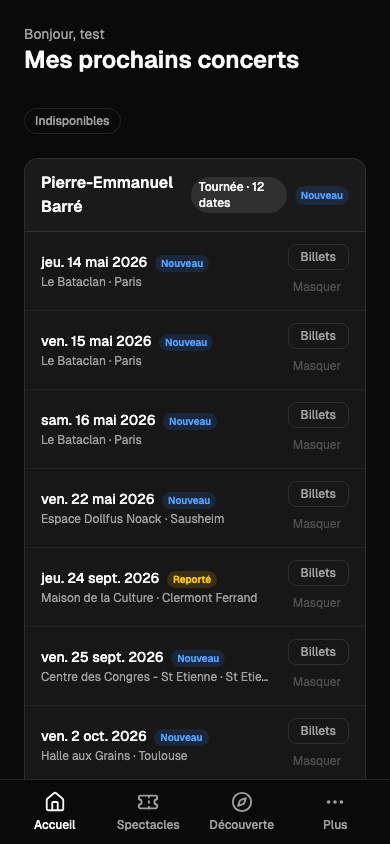 Bonjour, test
Mes prochains concerts
Indisponibles
Pierre-Emmanuel
Barré
Tournée · 12
dates
Nouveau
jeu. 14 mai 2026 Nouveau
Le Bataclan · Paris
Billets
Masquer
ven. 15 mai 2026 Nouveau
Le Bataclan · Paris
Billets
Masquer
sam. 16 mai 2026 Nouveau
Le Bataclan · Paris
Billets
Masquer
ven. 22 mai 2026 Nouveau
Espace Dollfus Noack · Sausheim
Billets
Masquer
jeu. 24 sept. 2026 Reporté
Maison de la Culture · Clermont Ferrand
Billets
Masquer
ven. 25 sept. 2026 Nouveau
Centre des Congres - St Etienne · St Etie...
Billets
Masquer
ven. 2 oct. 2026 Nouveau
Halle aux Grains · Toulouse
Billets
Masquer
Accueil Spectacles Découverte Plus